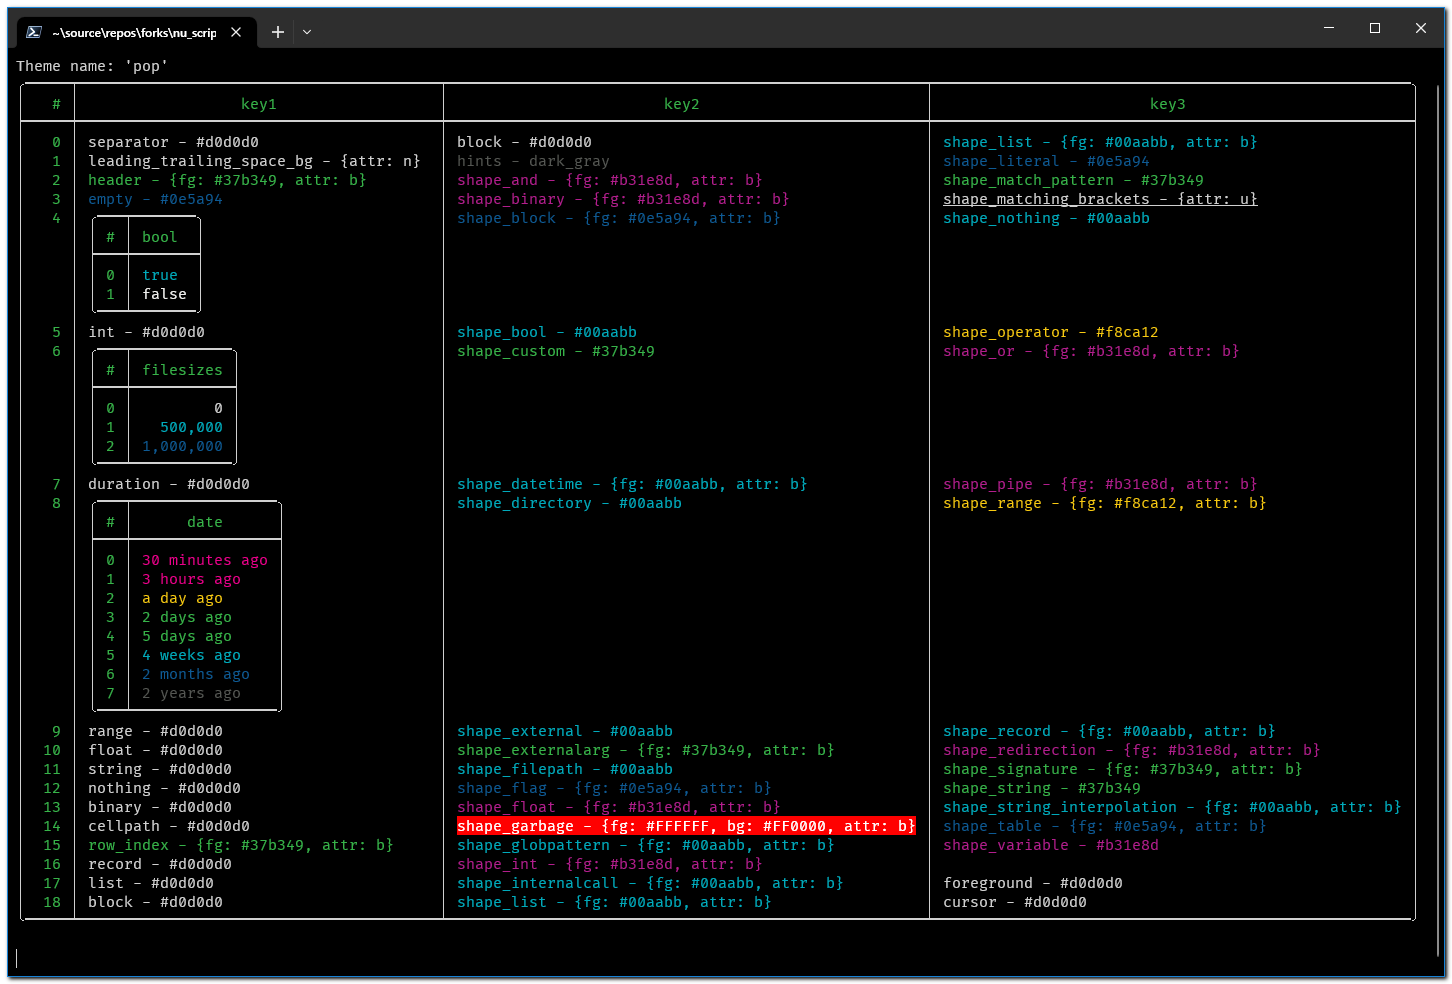 ~\source\repos\forks\nu_scrip
Theme name: 'pop'
# key1 key2 key3
0 separator - #d0d0d0 block - #d0d0d0 shape_list - {fg: #00aabb, attr: b}
1 leading_trailing_space_bg - {attr: n} hints - dark_gray shape_literal - #0e5a94
2 header - {fg: #37b349, attr: b} shape_and - {fg: #b31e8d, attr: b} shape_match_pattern - #37b349
3 empty - #0e5a94 shape_binary - {fg: #b31e8d, attr: b} shape_matching_brackets - {attr: u}
4 shape_block - {fg: #0e5a94, attr: b} shape_nothing - #00aabb
# bool
0 true
1 false
5 int - #d0d0d0 shape_bool - #00aabb shape_operator - #f8ca12
6 shape_custom - #37b349 shape_or - {fg: #b31e8d, attr: b}
# filesizes
0 0
1 500,000
2 1,000,000
7 duration - #d0d0d0 shape_datetime - {fg: #00aabb, attr: b} shape_pipe - {fg: #b31e8d, attr: b}
8 shape_directory - #00aabb shape_range - {fg: #f8ca12, attr: b}
# date
0 30 minutes ago
1 3 hours ago
2 a day ago
3 2 days ago
4 5 days ago
5 4 weeks ago
6 2 months ago
7 2 years ago
9 range - #d0d0d0 shape_external - #00aabb shape_record - {fg: #00aabb, attr: b}
10 float - #d0d0d0 shape_externalarg - {fg: #37b349, attr: b} shape_redirection - {fg: #b31e8d, attr: b}
11 string - #d0d0d0 shape_filepath - #00aabb shape_signature - {fg: #37b349, attr: b}
12 nothing - #d0d0d0 shape_flag - {fg: #0e5a94, attr: b} shape_string - #37b349
13 binary - #d0d0d0 shape_float - {fg: #b31e8d, attr: b} shape_string_interpolation - {fg: #00aabb, attr: b}
14 cellpath - #d0d0d0 shape_garbage - {fg: #FFFFFF, bg: #FF0000, attr: b} shape_table - {fg: #0e5a94, attr: b}
15 row_index - {fg: #37b349, attr: b} shape_globpattern - {fg: #00aabb, attr: b} shape_variable - #b31e8d
16 record - #d0d0d0 shape_int - {fg: #b31e8d, attr: b}
17 list - #d0d0d0 shape_internalcall - {fg: #00aabb, attr: b} foreground - #d0d0d0
18 block - #d0d0d0 shape_list - {fg: #00aabb, attr: b} cursor - #d0d0d0